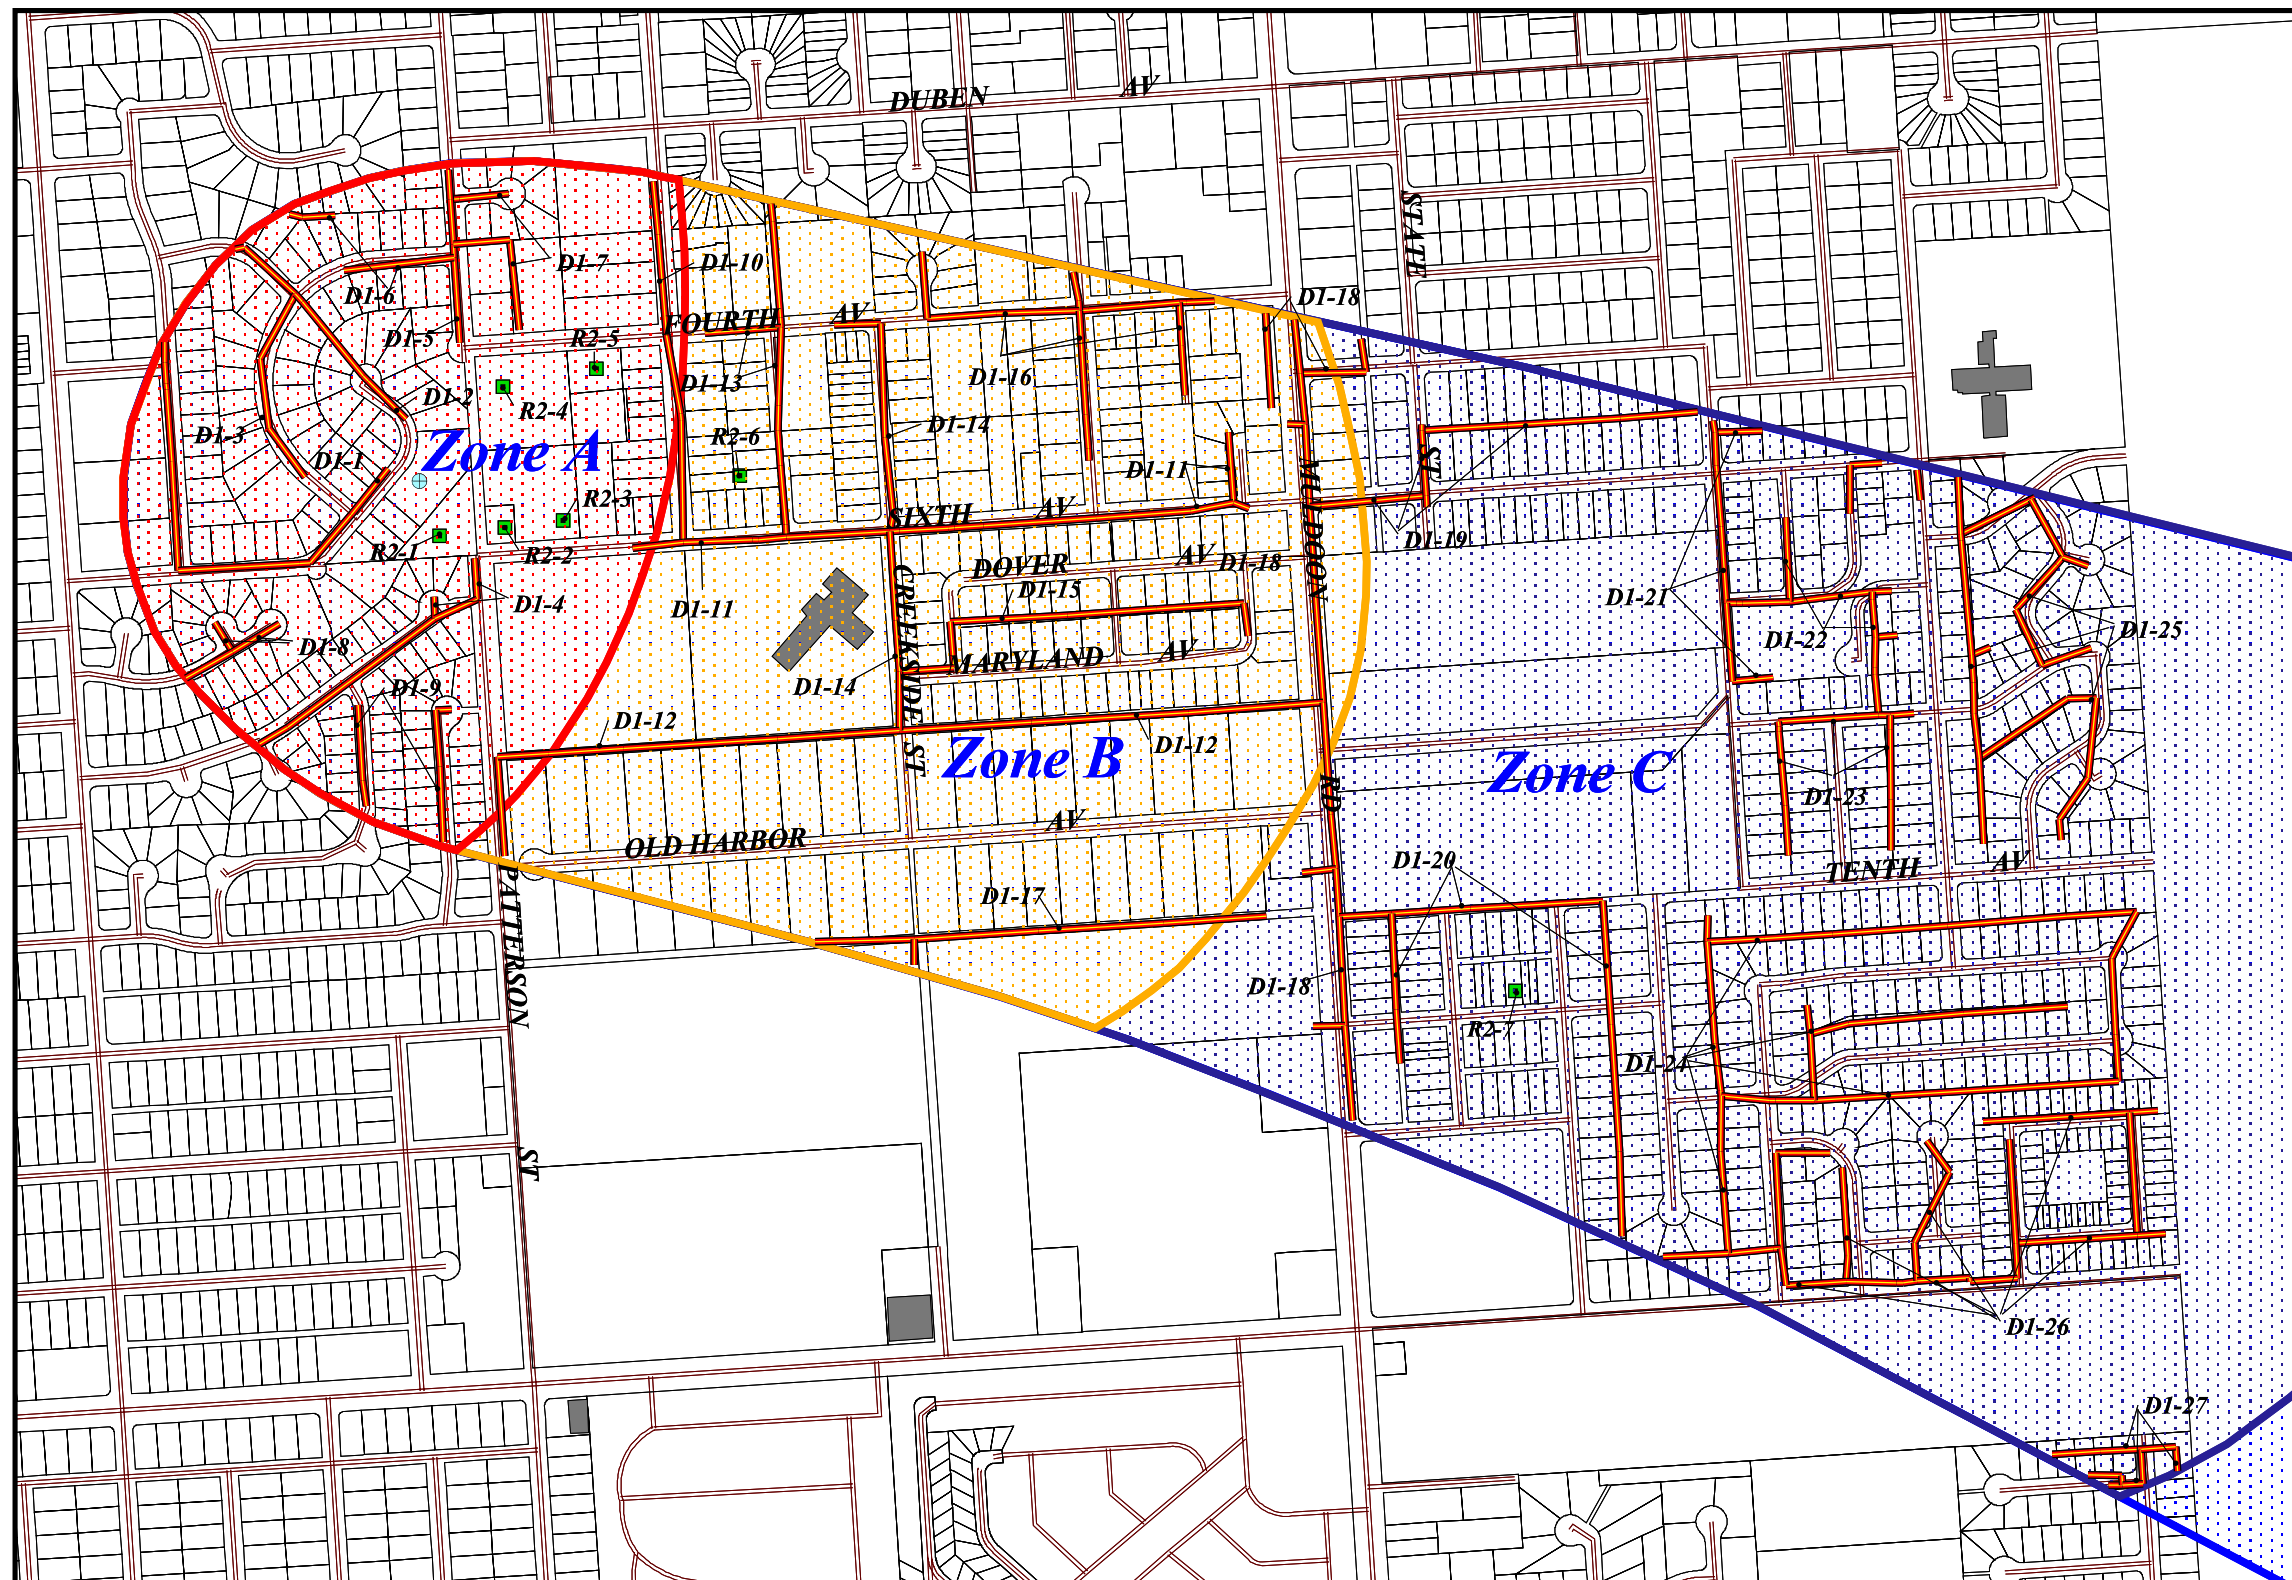 DUBEN AV
STATE
D1-7
D1-10
D1-6
D1-18
FOURTH AV
D1-5
R2-5
D1-16
D1-13
D1-2
R2-4
D1-14
D1-3
R2-6
Zone A
D1-1
D1-11
ST
MULDOON
R2-3
SIXTH AV
R2-1
R2-2
D1-19
DOVER AV
D1-18
D1-15
CREEKSIDE
D1-4
D1-11
D1-21
D1-22
D1-25
D1-8
MARYLAND AV
D1-14
D1-9
D1-12
D1-12
ST
Zone B
Zone C
RD
D1-23
OLD HARBOR AV
D1-20
TENTH AV
PATTERSON
D1-17
D1-18
R2-7
D1-24
ST
D1-26
D1-27